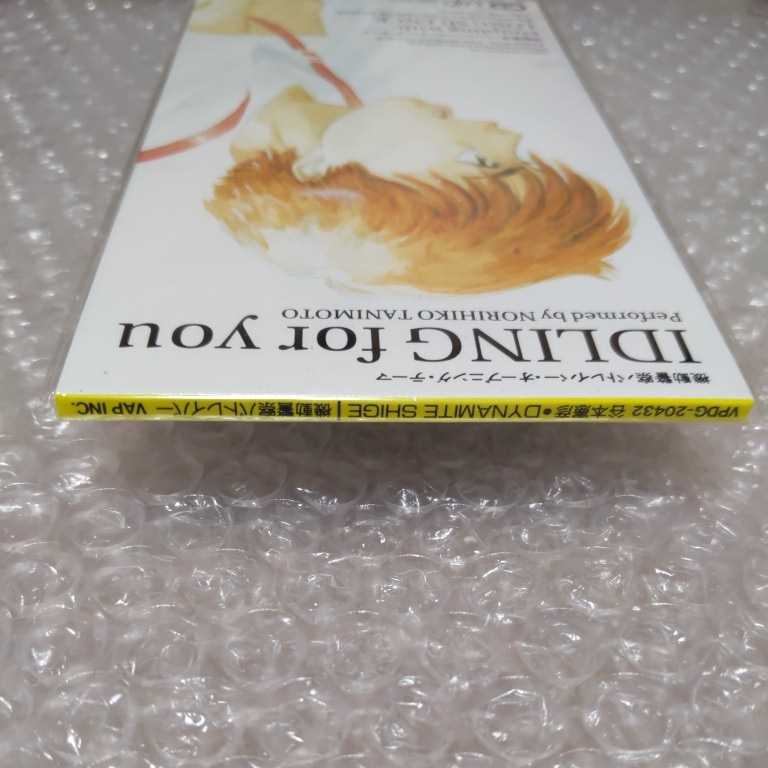 機動警察パトレイバー・オープニング・テーマ
IDLING for you
Performed by NORIHIKO TANIMOTO
VPDG-20432 谷本憲彦●DYNAMITE SHIGE│機動警察パトレイバー VAP INC.